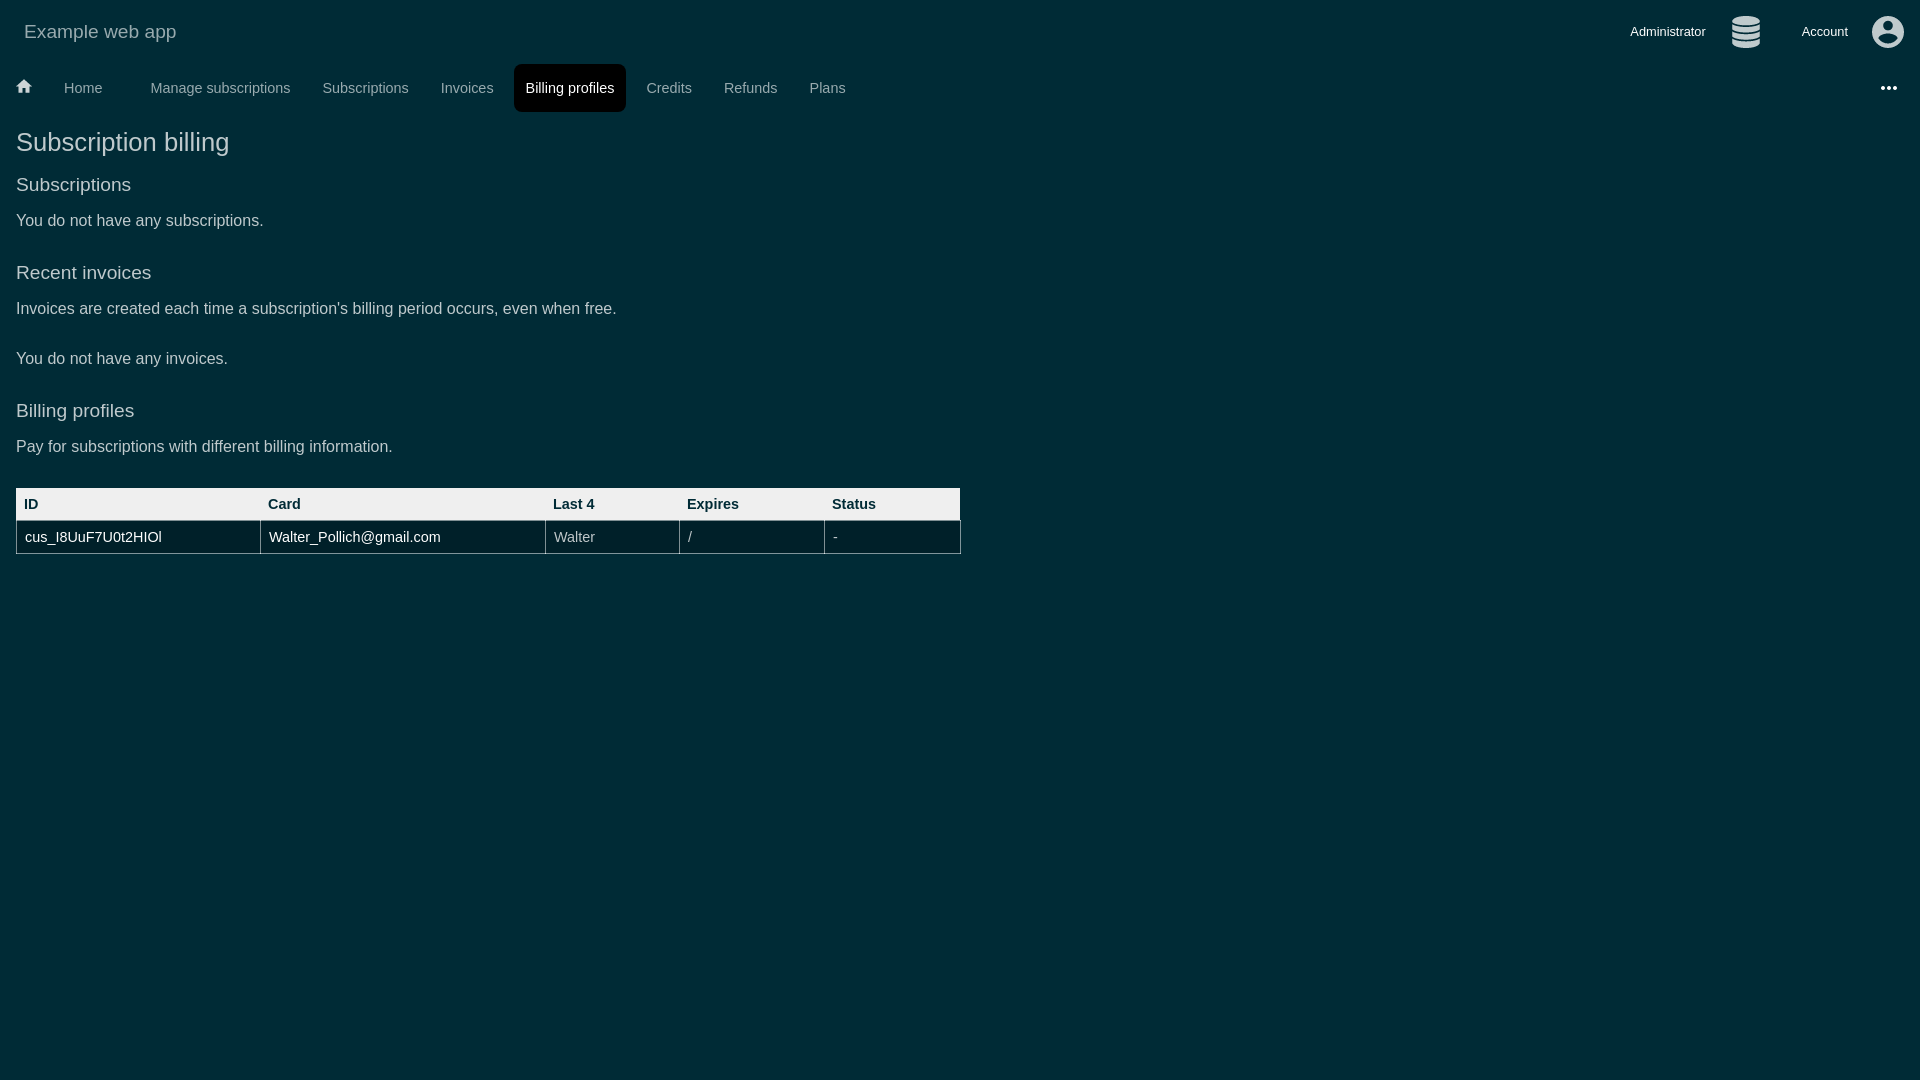 Example web app
Administrator
Account
Home
Manage subscriptions
Subscriptions
Invoices
Billing profiles
Credits
Refunds
Plans
Subscription billing
Subscriptions
You do not have any subscriptions.
Recent invoices
Invoices are created each time a subscription's billing period occurs, even when free.
You do not have any invoices.
Billing profiles
Pay for subscriptions with different billing information.
ID Card Last 4 Expires Status
cus_I8UuF7U0t2HIOl Walter_Pollich@gmail.com Walter / -